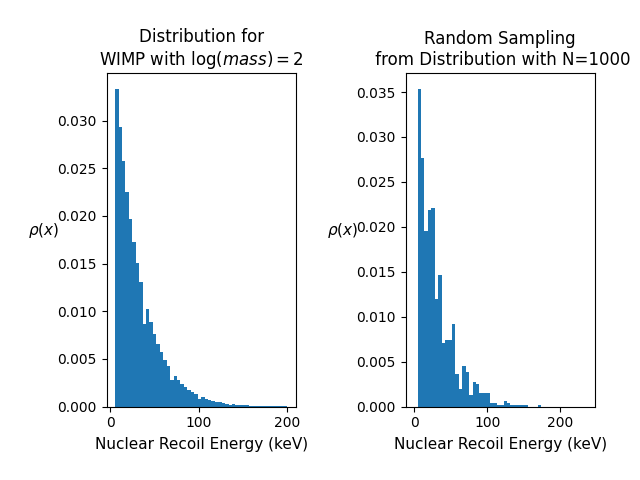 Distribution for
WIMP with log(mass) = 2
0.030
0.025
0.020
0.015
0.010
0.005
0.000
ρ(x)
0
100
200
Nuclear Recoil Energy (keV)
Random Sampling
from Distribution with N=1000
0.035
0.030
0.025
0.020
0.015
0.010
0.005
0.000
ρ(x)
0
100
200
Nuclear Recoil Energy (keV)